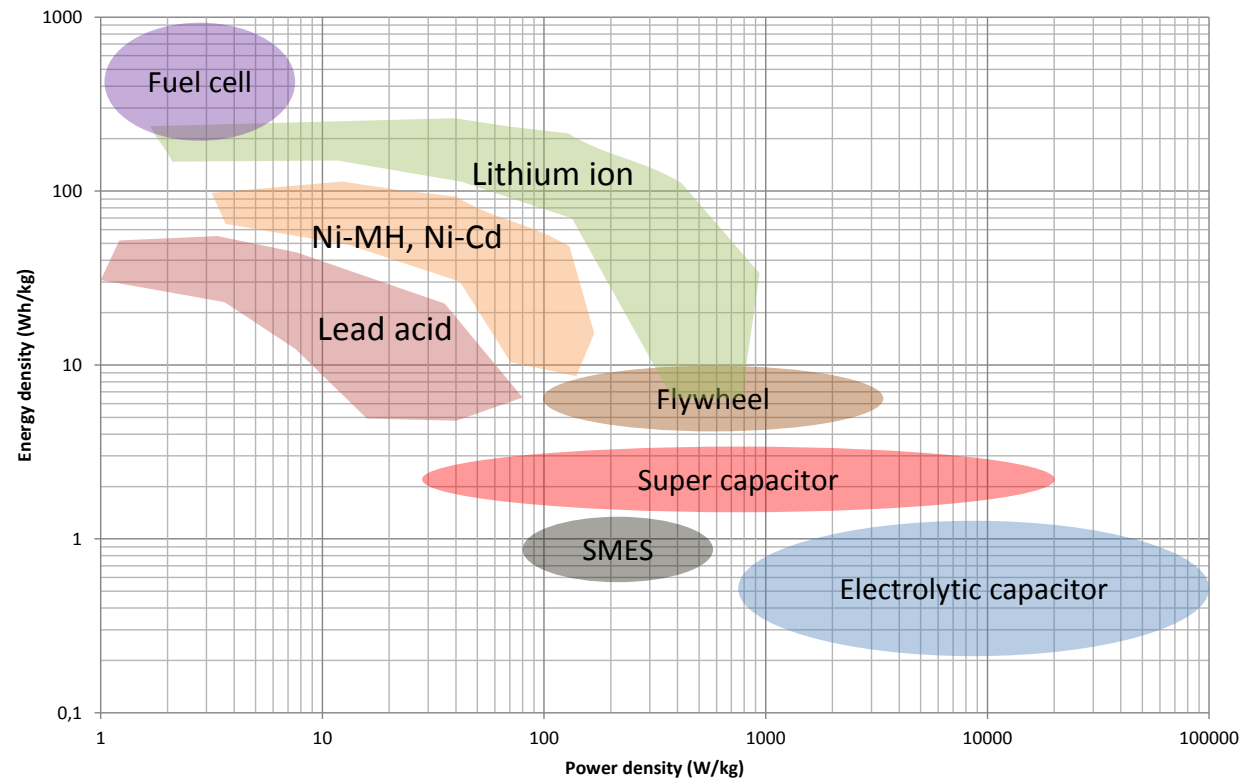 1000
100
10
1
0,1
Energy density (Wh/kg)
Fuel cell
Lithium ion
Ni-MH, Ni-Cd
Lead acid
Flywheel
Super capacitor
SMES
Electrolytic capacitor
1
10
100
1000
10000
100000
Power density (W/kg)